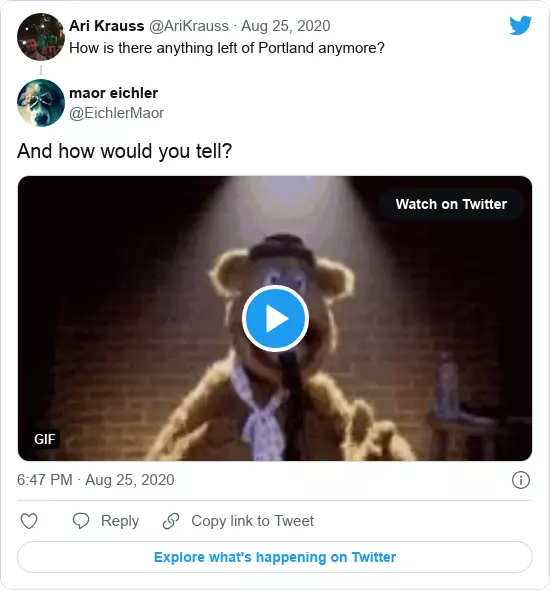 Ari Krauss @AriKrauss · Aug 25, 2020
How is there anything left of Portland anymore?
maor eichler
@EichlerMaor
And how would you tell?
Watch on Twitter
GIF
6:47 PM · Aug 25, 2020
Reply
Copy link to Tweet
Explore what's happening on Twitter